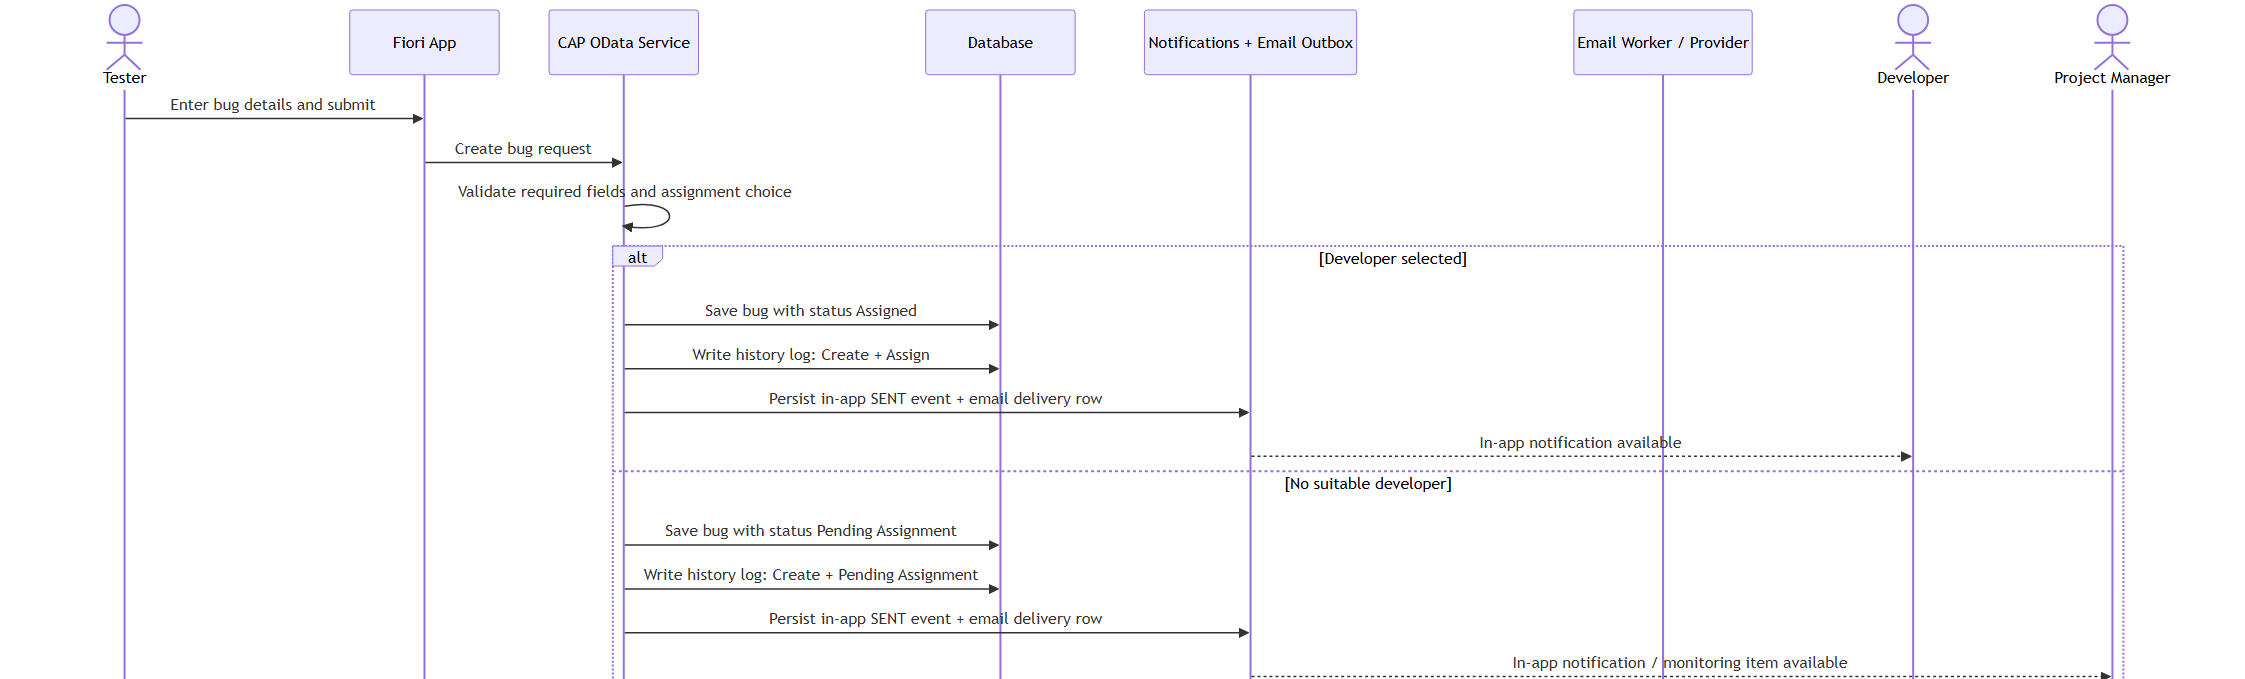 Tester
Fiori App
CAP OData Service
Database
Notifications + Email Outbox
Email Worker / Provider
Developer
Project Manager
Enter bug details and submit
Create bug request
Validate required fields and assignment choice
alt
[Developer selected]
Save bug with status Assigned
Write history log: Create + Assign
Persist in-app SENT event + email delivery row
In-app notification available
[No suitable developer]
Save bug with status Pending Assignment
Write history log: Create + Pending Assignment
Persist in-app SENT event + email delivery row
In-app notification / monitoring item available